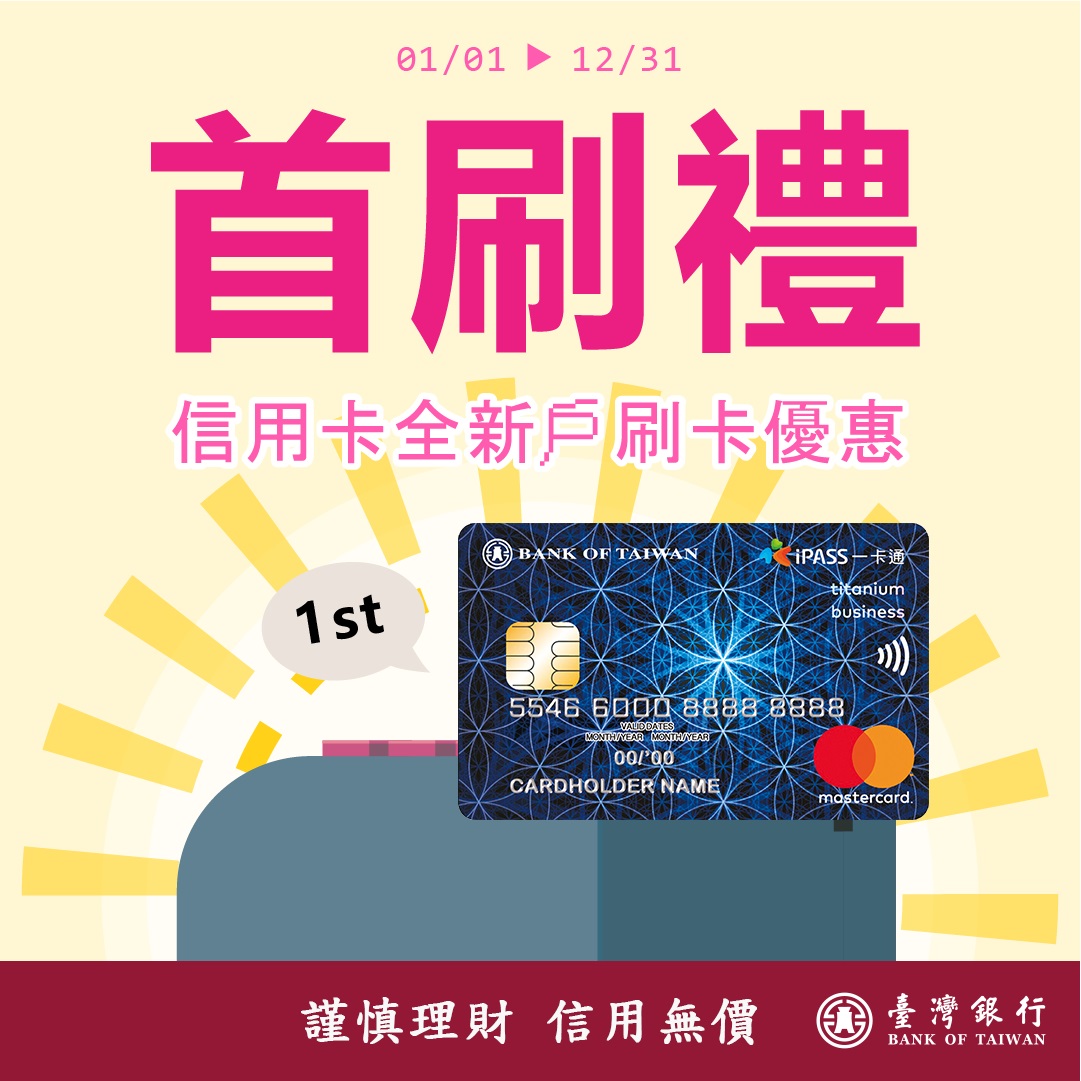 01/01 ▶ 12/31
首刷禮
信用卡全新戶刷卡優惠
1st
BANK OF TAIWAN
iPASS 一卡通
titanium
business
5546 6000 8888 8888
VALID DATES
MONTH/YEAR MONTH/YEAR
00/'00
CARDHOLDER NAME
mastercard.
謹慎理財 信用無價
臺灣銀行
BANK OF TAIWAN